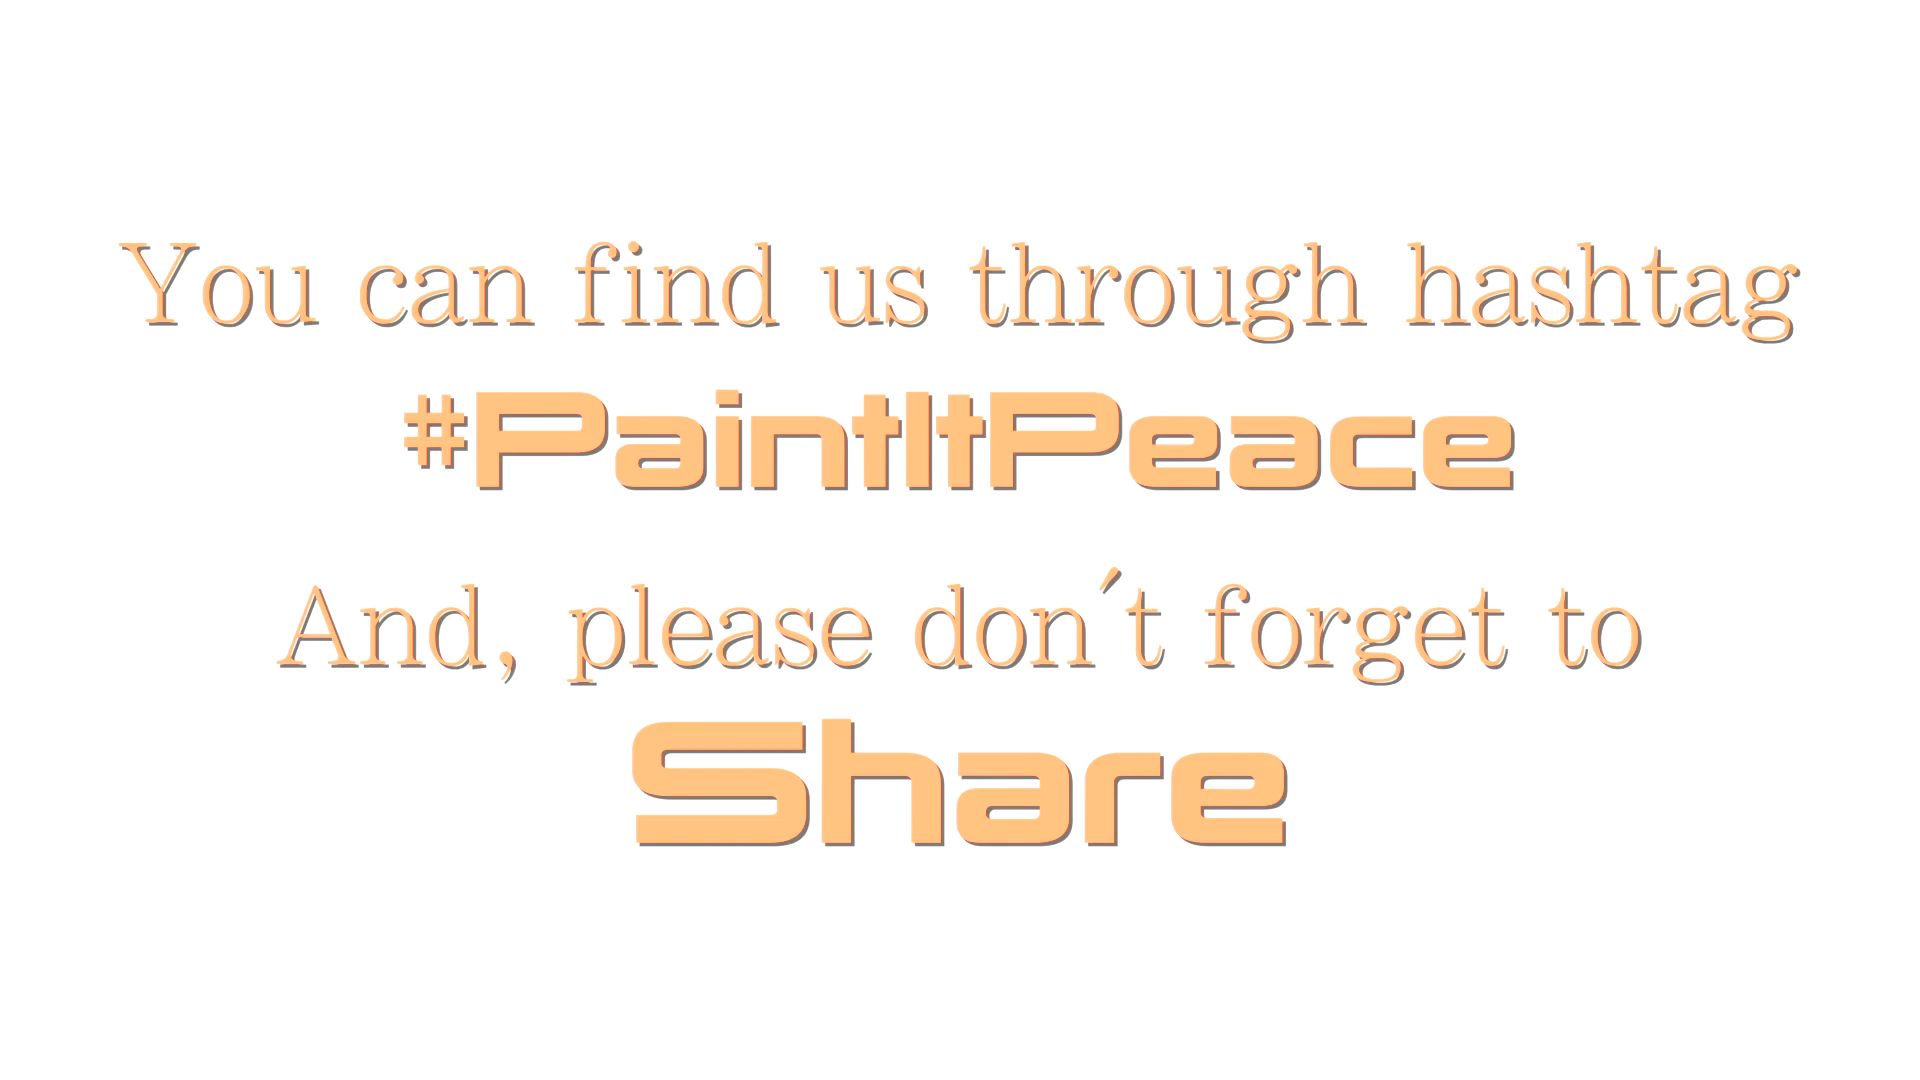 You can find us through hashtag
#PaintItPeace
And, please don't forget to
Share